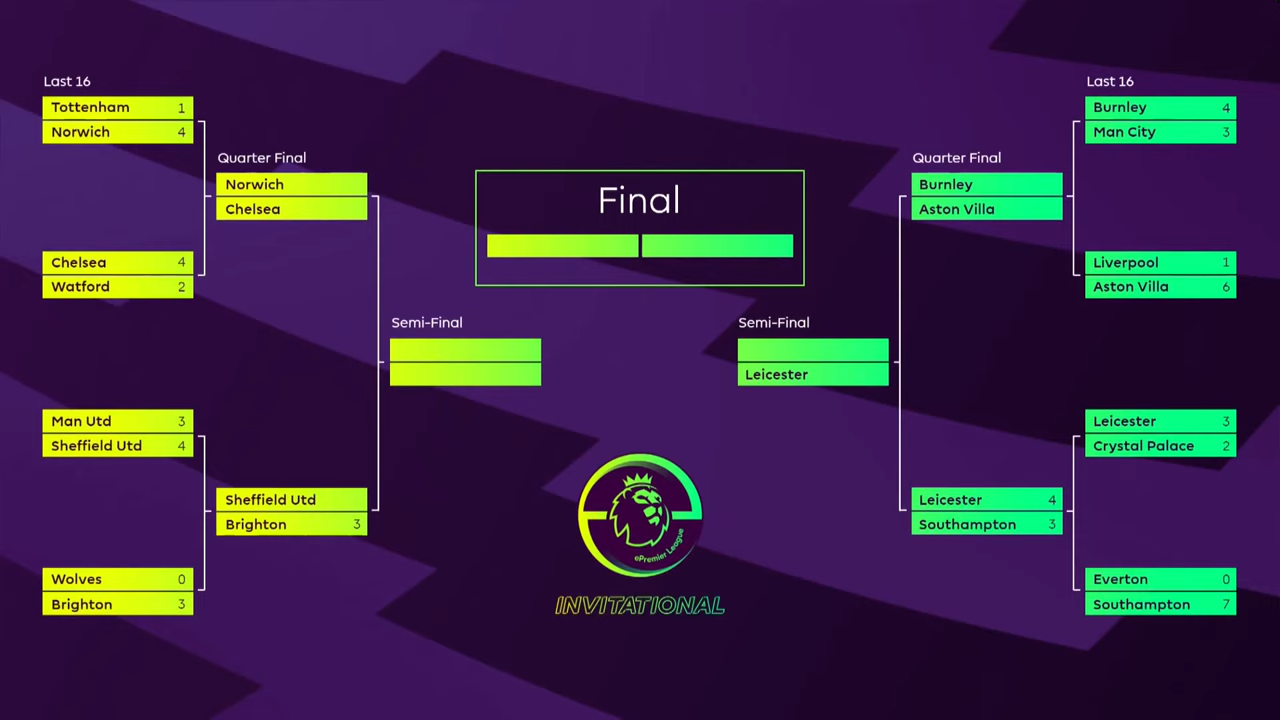 Last 16
Tottenham 1
Norwich 4
Chelsea 4
Watford 2
Man Utd 3
Sheffield Utd 4
Wolves 0
Brighton 3
Quarter Final
Norwich
Chelsea
Sheffield Utd
Brighton 3
Semi-Final
Final
Semi-Final
Leicester
Quarter Final
Burnley
Aston Villa
Leicester 4
Southampton 3
Last 16
Burnley 4
Man City 3
Liverpool 1
Aston Villa 6
Leicester 3
Crystal Palace 2
Everton 0
Southampton 7
ePremier League
INVITATIONAL